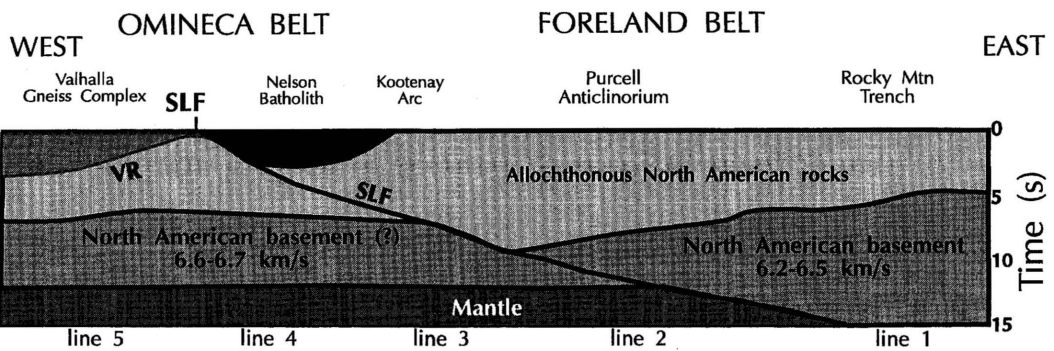 OMINECA BELT
FORELAND BELT
WEST
EAST
Valhalla
Gneiss Complex
SLF
Nelson
Batholith
Kootenay
Arc
Purcell
Anticlinorium
Rocky Mtn
Trench
0
VR
SLF
Allochthonous North American rocks
5
North American basement (?)
6.6-6.7 km/s
North American basement
6.2-6.5 km/s
10
Mantle
15
Time (s)
line 5
line 4
line 3
line 2
line 1